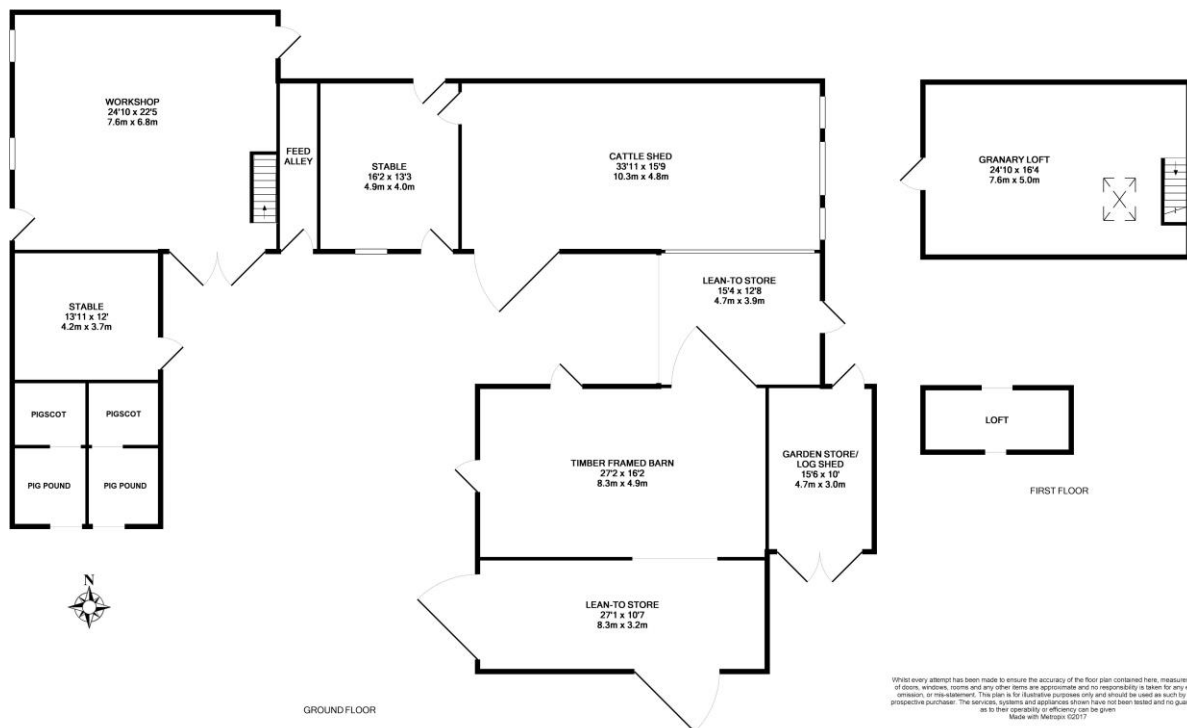 WORKSHOP
24'10 x 22'5
7.6m x 6.8m
FEED
ALLEY
STABLE
16'2 x 13'3
4.9m x 4.0m
CATTLE SHED
33'11 x 15'9
10.3m x 4.8m
GRANARY LOFT
24'10 x 16'4
7.6m x 5.0m
STABLE
13'11 x 12'
4.2m x 3.7m
LEAN-TO STORE
15'4 x 12'8
4.7m x 3.9m
PIGSCOT
PIGSCOT
PIG POUND
PIG POUND
TIMBER FRAMED BARN
27'2 x 16'2
8.3m x 4.9m
GARDEN STORE/
LOG SHED
15'6 x 10'
4.7m x 3.0m
LOFT
FIRST FLOOR
N
LEAN-TO STORE
27'1 x 10'7
8.3m x 3.2m
GROUND FLOOR
Whilst every attempt has been made to ensure the accuracy of the floor plan contained here, measure
of doors, windows, rooms and any other items are approximate and no responsibility is taken for any e
omission, or mis-statement. This plan is for illustrative purposes only and should be used as such by
prospective purchaser. The services, systems and appliances shown have not been tested and no gua
as to their operability or efficiency can be given
Made with Metropix ©2017